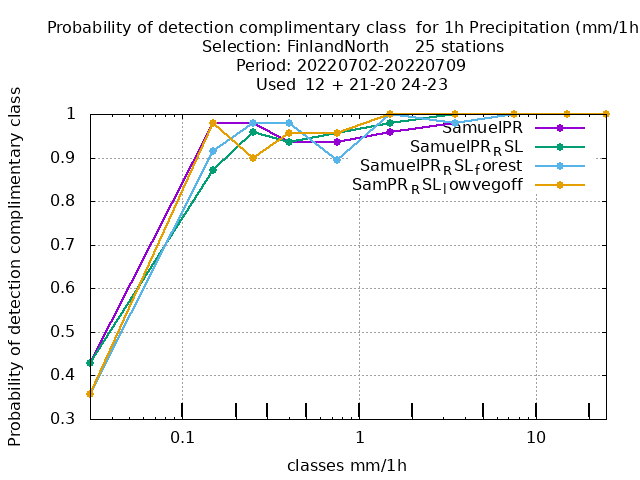 Probability of detection complimentary class  for 1h Precipitation (mm/1h
Selection: FinlandNorth     25 stations
Period: 20220702-20220709
Used  12 + 21-20 24-23
Probability of detection complimentary class
1
0.9
0.8
0.7
0.6
0.5
0.4
0.3
SamuelPR
SamuelPR_RSL
SamuelPR_RSL_forest
SamPR_RSL_lowvegoff
0.1
1
10
classes mm/1h